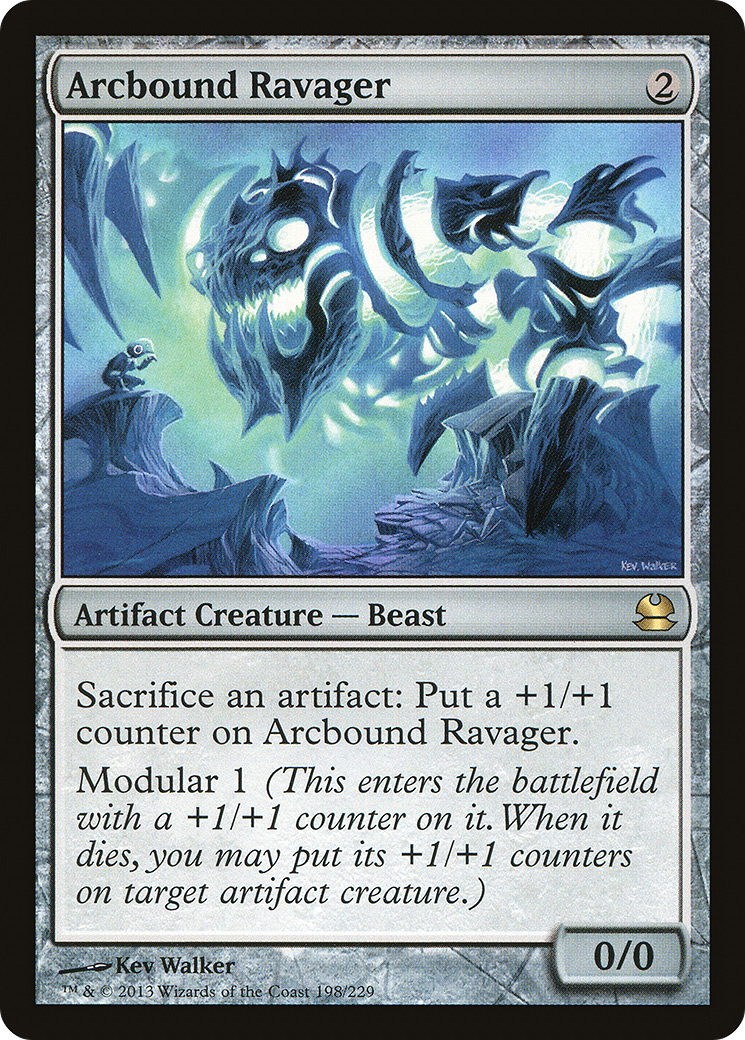 Arcbound Ravager 2
KEV. WALKER
Artifact Creature — Beast
Sacrifice an artifact: Put a +1/+1
counter on Arcbound Ravager.
Modular 1 (This enters the battlefield
with a +1/+1 counter on it. When it
dies, you may put its +1/+1 counters
on target artifact creature.)
0/0
Kev Walker
™ & © 2013 Wizards of the Coast 198/229